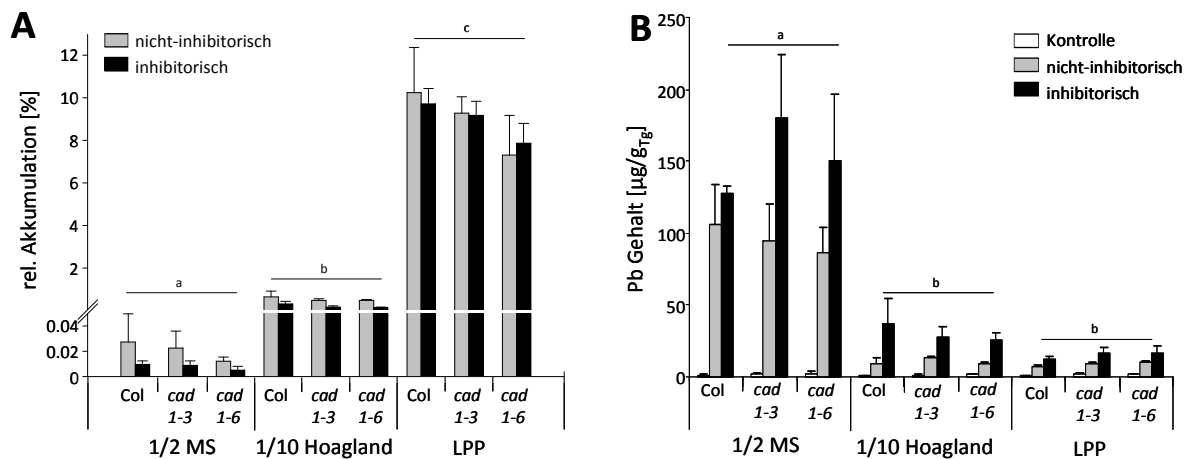 A
nicht-inhibitorisch
inhibitorisch
rel. Akkumulation [%]
12
10
8
6
4
2
0.04
0.02
0
a
b
c
Col
cad 1-3
cad 1-6
Col
cad 1-3
cad 1-6
Col
cad 1-3
cad 1-6
1/2 MS
1/10 Hoagland
LPP
B
Kontrolle
nicht-inhibitorisch
inhibitorisch
Pb Gehalt [µg/gTg]
250
200
150
100
50
0
a
b
b
Col
cad 1-3
cad 1-6
Col
cad 1-3
cad 1-6
Col
cad 1-3
cad 1-6
1/2 MS
1/10 Hoagland
LPP